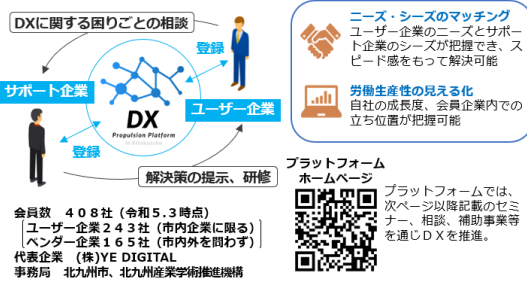 DXに関する困りごとの相談
登録
サポート企業
DX
Propulsion Platform
in Kitakyushu
ユーザー企業
登録
解決策の提示、研修
ニーズ・シーズのマッチング
ユーザー企業のニーズとサポー
ト企業のシーズが把握でき、ス
ピード感をもって解決可能
労働生産性の見える化
自社の成長度、会員企業内での
立ち位置が把握可能
プラットフォーム
ホームページ
プラットフォームでは、
次ページ以降記載のセミ
ナー、相談、補助事業等
を通じDXを推進。
会員数　408社（令和5.3時点）
ユーザー企業243社（市内企業に限る）
ベンダー企業165社（市内外を問わず）
代表企業　(株)YE DIGITAL
事務局　北九州市、北九州産業学術推進機構